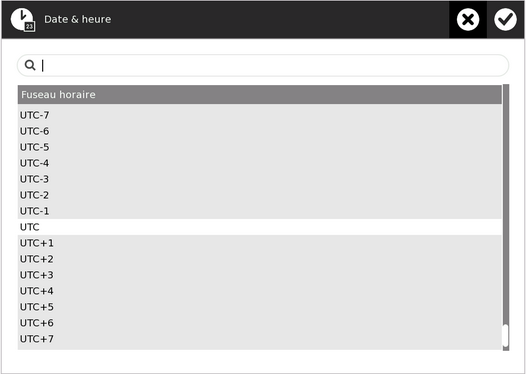 23
Date & heure
Fuseau horaire
UTC-7
UTC-6
UTC-5
UTC-4
UTC-3
UTC-2
UTC-1
UTC
UTC+1
UTC+2
UTC+3
UTC+4
UTC+5
UTC+6
UTC+7